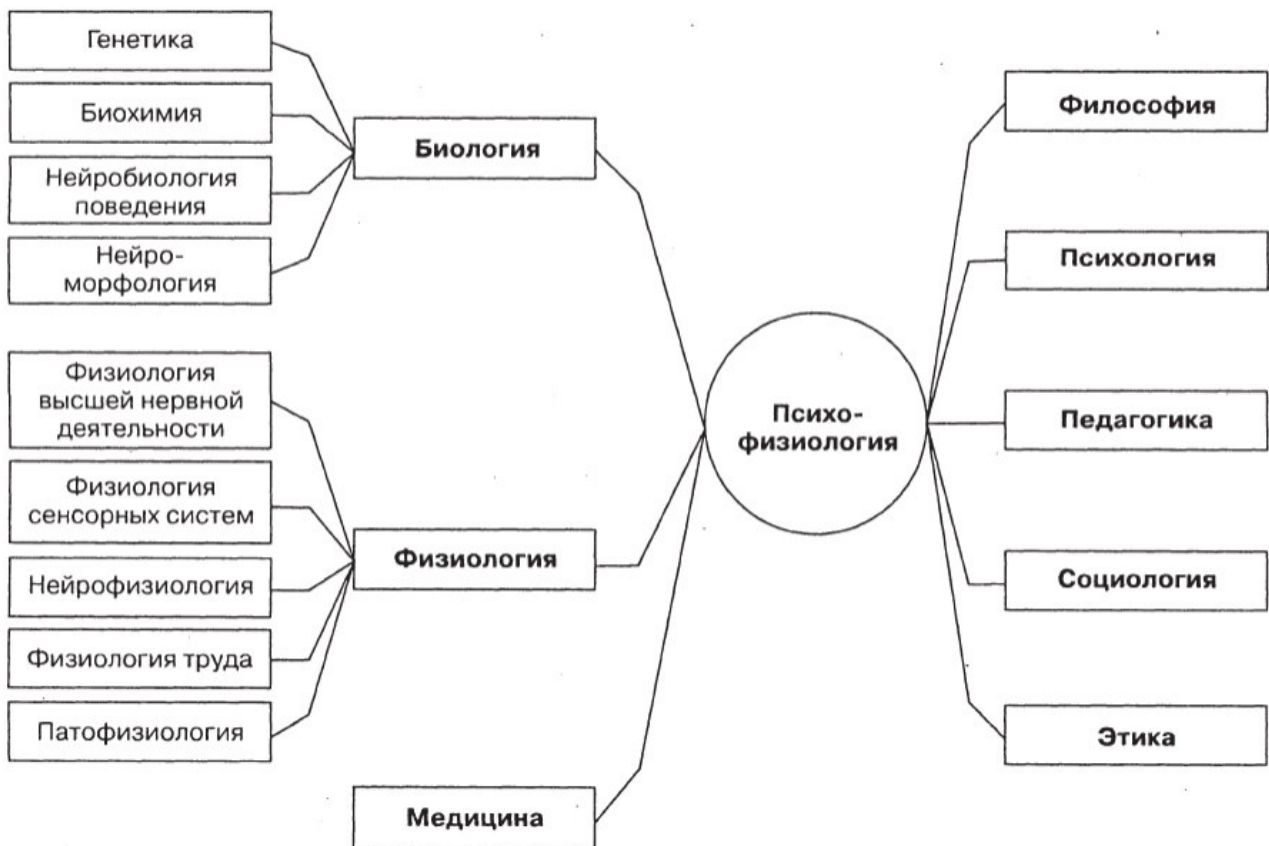 Генетика
Биохимия
Нейробиология
поведения
Нейро-
морфология
Биология
Физиология
высшей нервной
деятельности
Физиология
сенсорных систем
Нейрофизиология
Физиология труда
Патофизиология
Физиология
Медицина
Психо-
физиология
Философия
Психология
Педагогика
Социология
Этика